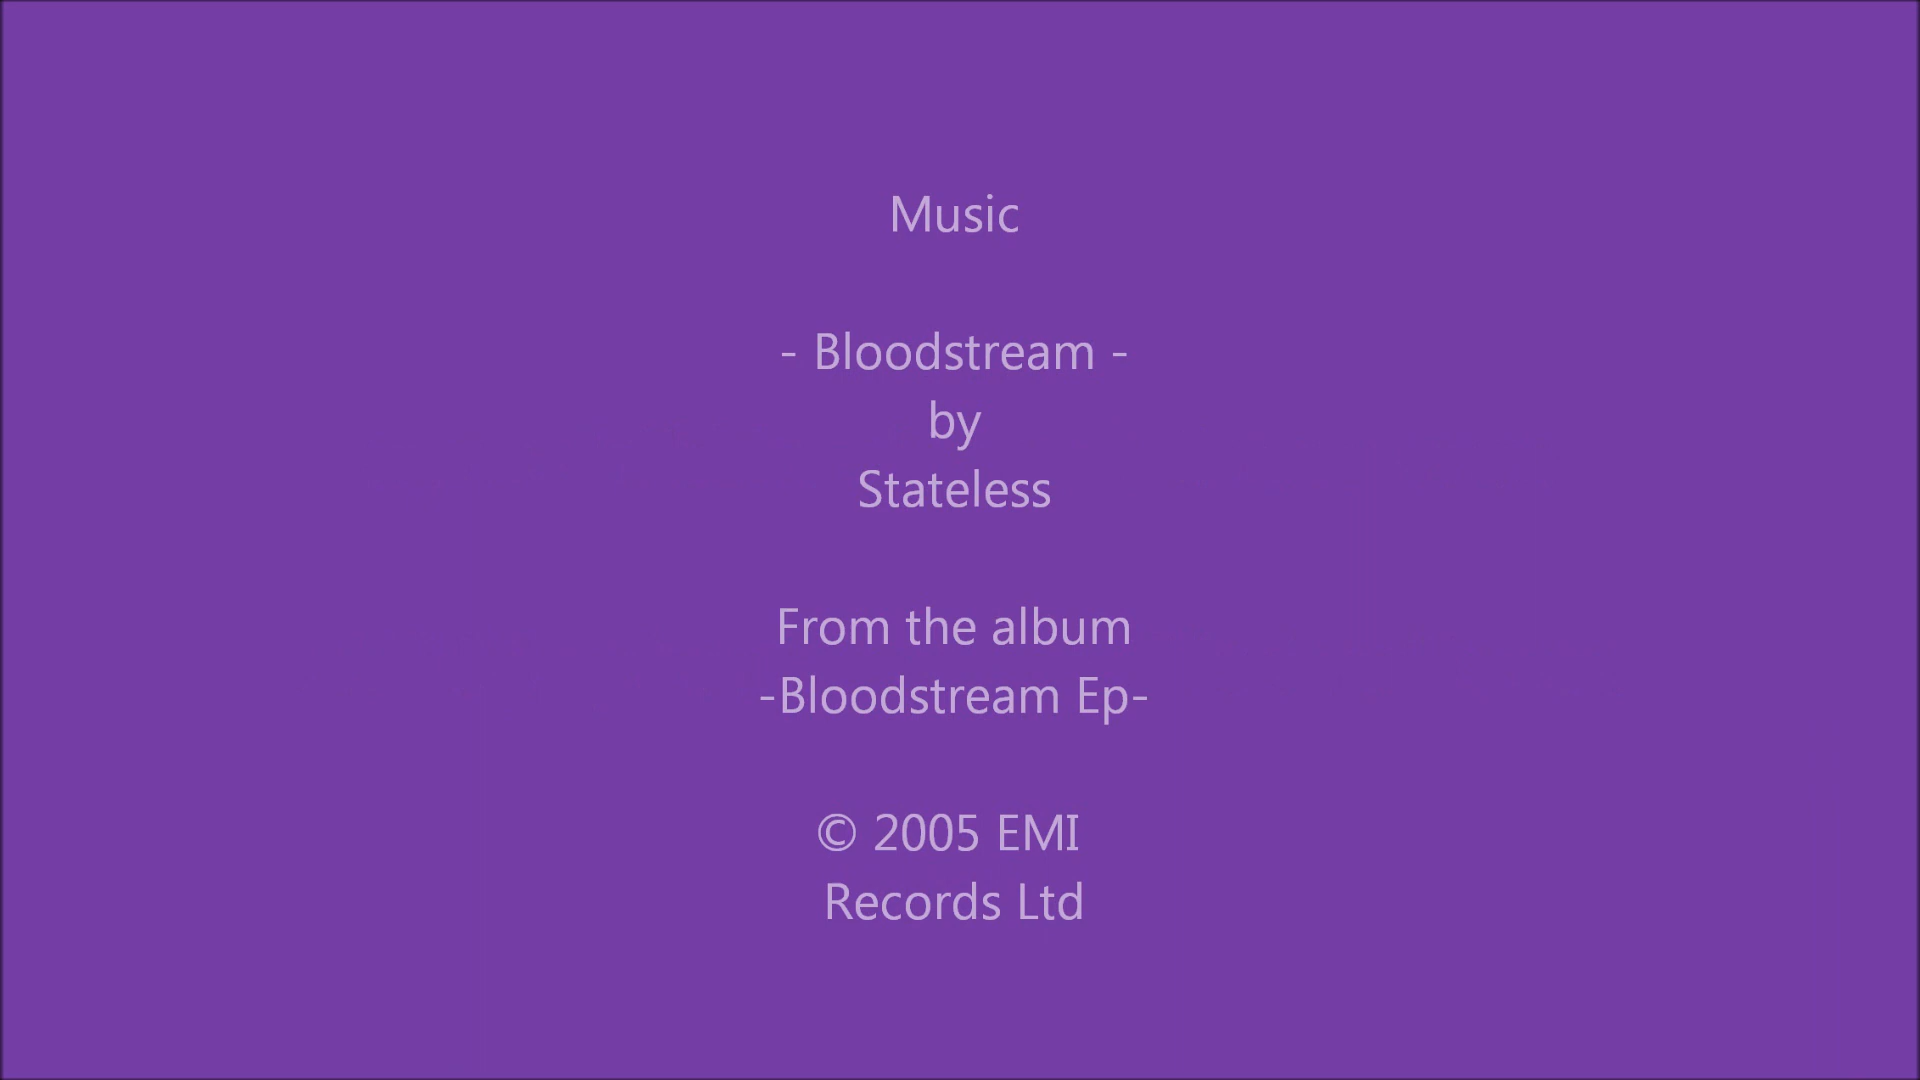 Music
- Bloodstream -
by
Stateless
From the album
-Bloodstream Ep-
© 2005 EMI
Records Ltd